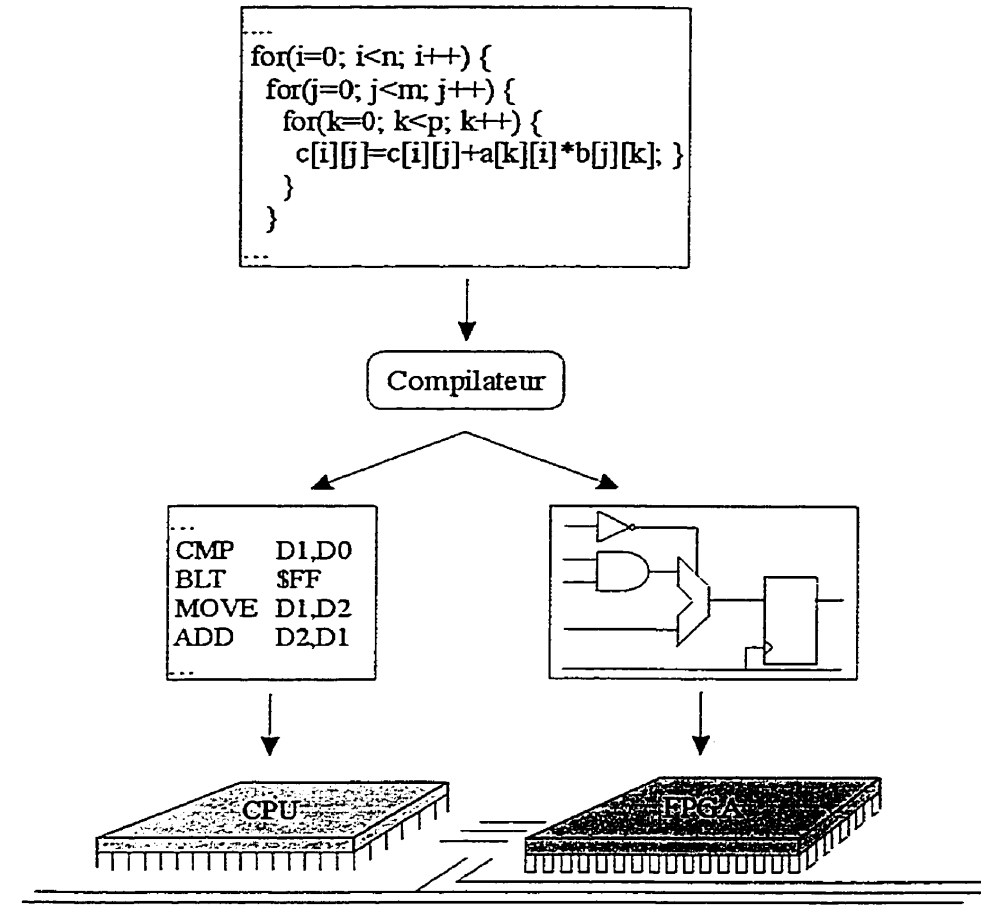 ....
for(i=0; i<n; i++) {
for(j=0; j<m; j++) {
for(k=0; k<p; k++) {
c[i][j]=c[i][j]+a[k][i]*b[j][k]; }
}
}
...
Compilateur
...
CMP D1,D0
BLT $FF
MOVE D1,D2
ADD D2,D1
...
CPU
FPGA